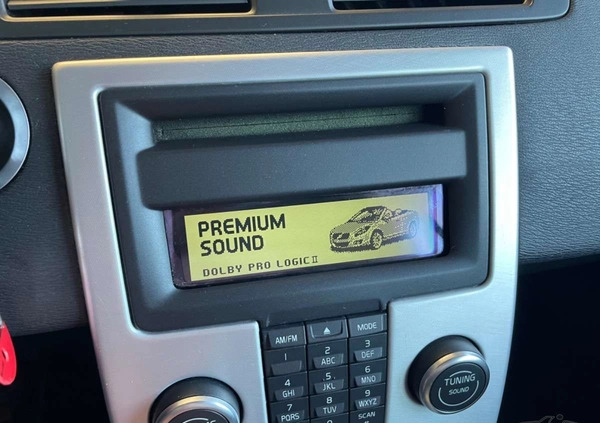 PREMIUM
SOUND
DOLBY PRO LOGIC II
AM/FM
MODE
1
2
ABC
3
DEF
4
GHI
5
JKL
6
MNO
7
PQRS
8
TUV
9
WXYZ
0
SCAN
TUNING
SOUND